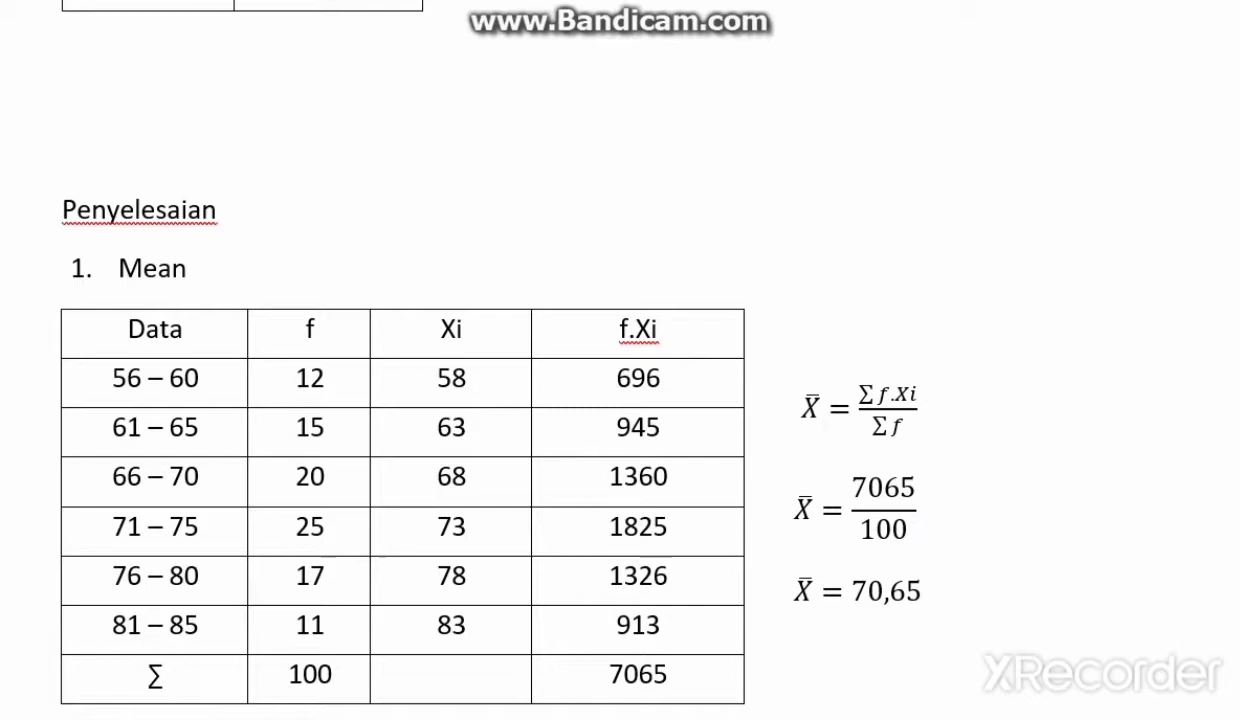 www.Bandicam.com
Penyelesaian
1. Mean
Data f Xi f.Xi
56 – 60 12 58 696
61 – 65 15 63 945
66 – 70 20 68 1360
71 – 75 25 73 1825
76 – 80 17 78 1326
81 – 85 11 83 913
∑ 100 7065
X̄ = ∑ f.Xi / ∑ f
X̄ = 7065 / 100
X̄ = 70,65
XRecorder